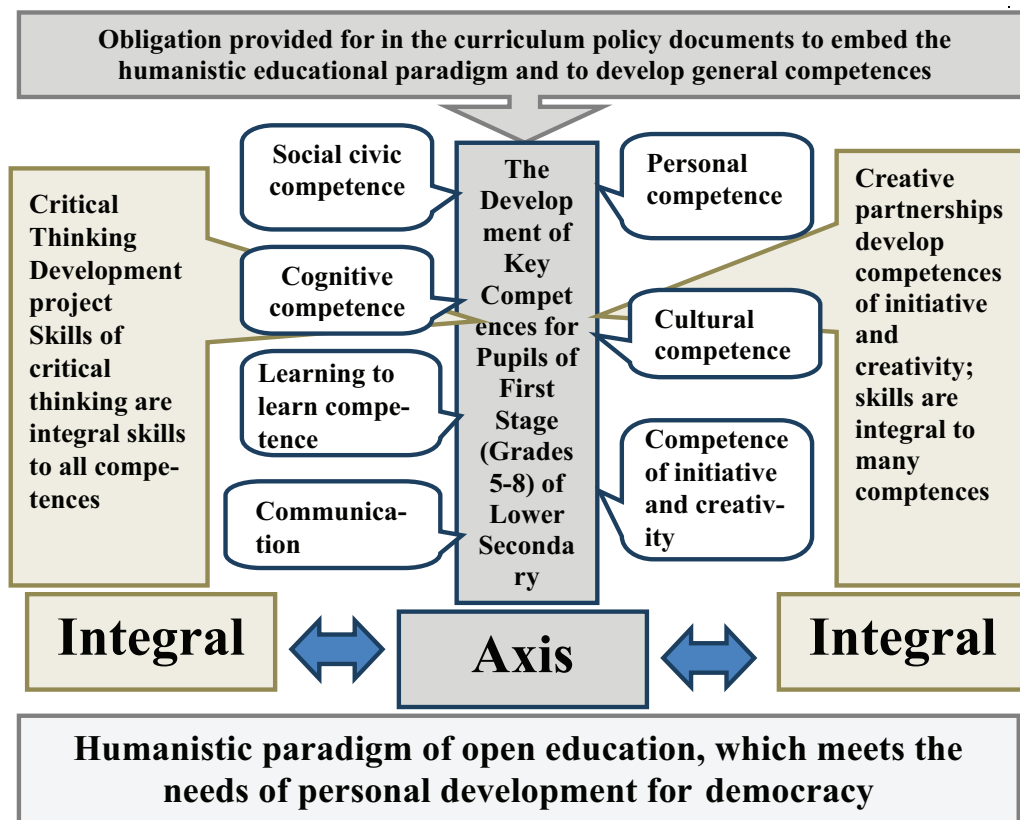 Obligation provided for in the curriculum policy documents to embed the
humanistic educational paradigm and to develop general competences
Critical
Thinking
Development
project
Skills of
critical
thinking are
integral skills
to all compe-
tences
Social civic
competence
Cognitive
competence
Learning to
learn compe-
tence
Communica-
tion
The
Develop
ment of
Key
Compet
ences for
Pupils of
First
Stage
(Grades
5-8) of
Lower
Seconda
ry
Personal
competence
Cultural
competence
Competence
of initiative
and creativ-
ity
Creative
partnerships
develop
competences
of initiative
and
creativity;
skills are
integral to
many
comptences
Integral
Axis
Integral
Humanistic paradigm of open education, which meets the
needs of personal development for democracy